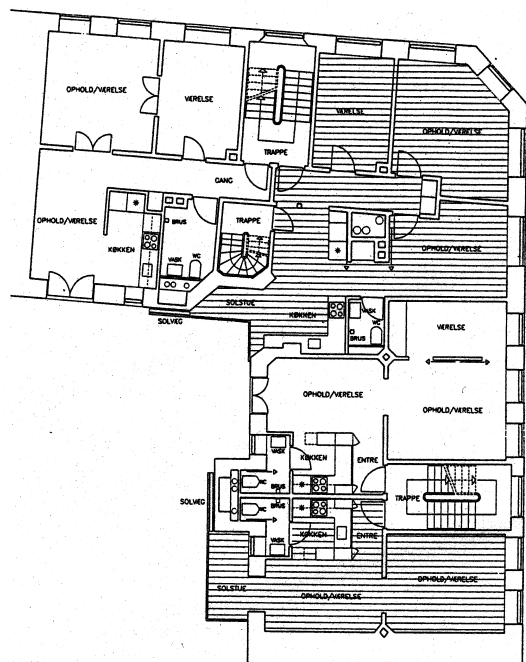 OPHOLD/VÆRELSE
VÆRELSE
TRAPPE
VÆRELSE
OPHOLD/VÆRELSE
GANG
OPHOLD/VÆRELSE
BRUS
TRAPPE
KØKKEN
VASK
WC
OPHOLD/VÆRELSE
SOLSTUE
SOLVÆG
KØKKEN
VASK
WC
BRUS
VÆRELSE
OPHOLD/VÆRELSE
OPHOLD/VÆRELSE
VASK
KØKKEN
ENTRE
WC
BRUS
SOLVÆG
TRAPPE
WC
BRUS
VASK
KØKKEN
ENTRE
SOLSTUE
OPHOLD/VÆRELSE
OPHOLD/VÆRELSE